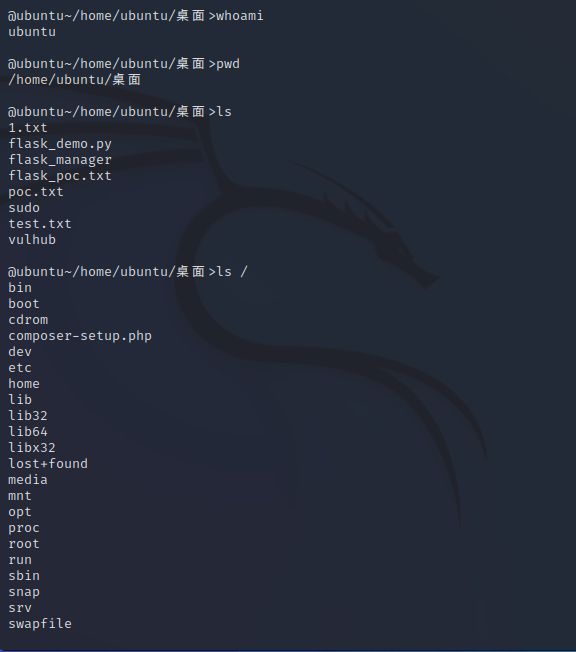 @ubuntu~/home/ubuntu/桌面>whoami
ubuntu
@ubuntu~/home/ubuntu/桌面>pwd
/home/ubuntu/桌面
@ubuntu~/home/ubuntu/桌面>ls
1.txt
flask_demo.py
flask_manager
flask_poc.txt
poc.txt
sudo
test.txt
vulhub
@ubuntu~/home/ubuntu/桌面>ls /
bin
boot
cdrom
composer-setup.php
dev
etc
home
lib
lib32
lib64
libx32
lost+found
media
mnt
opt
proc
root
run
sbin
snap
srv
swapfile